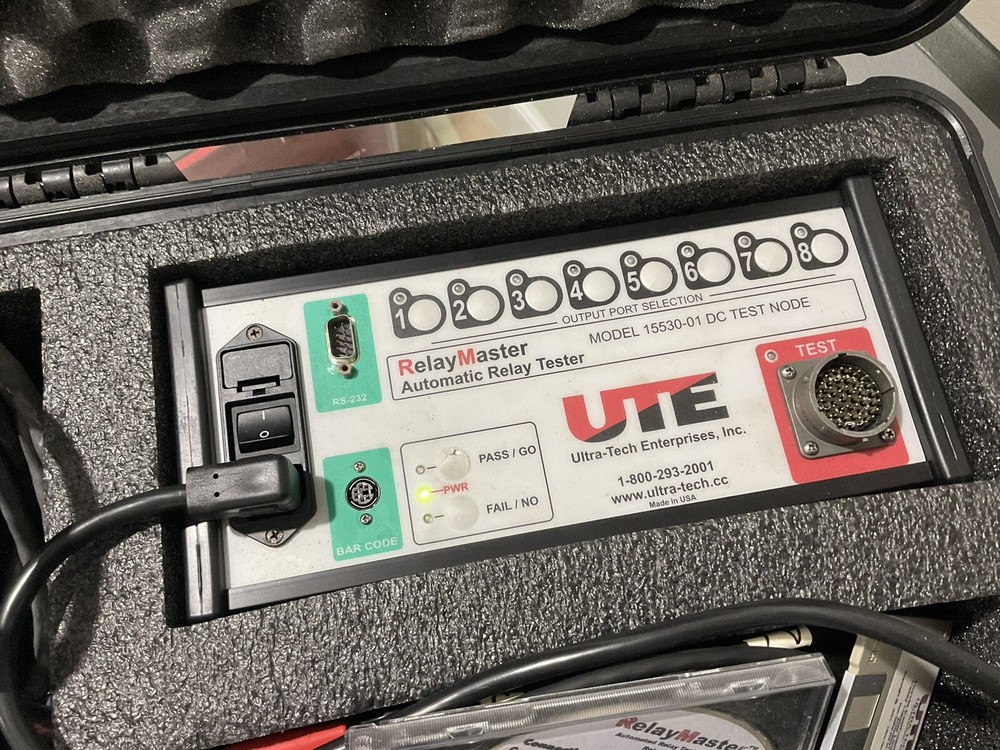 1 2 3 4 5 6 7 8
OUTPUT PORT SELECTION
RelayMaster
Automatic Relay Tester
MODEL 15530-01 DC TEST NODE
RS-232
TEST
UTE
Ultra-Tech Enterprises, Inc.
1-800-293-2001
www.ultra-tech.cc
Made in USA
PASS / GO
PWR
FAIL / NO
BAR CODE
RelayMaster
Automatic Relay